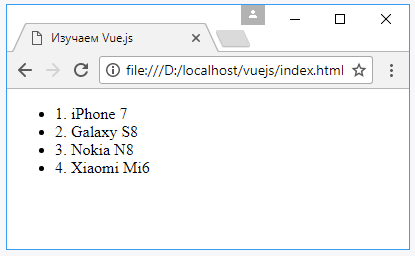 Изучаем Vue.js
file:///D:/localhost/vuejs/index.html
1. iPhone 7
2. Galaxy S8
3. Nokia N8
4. Xiaomi Mi6